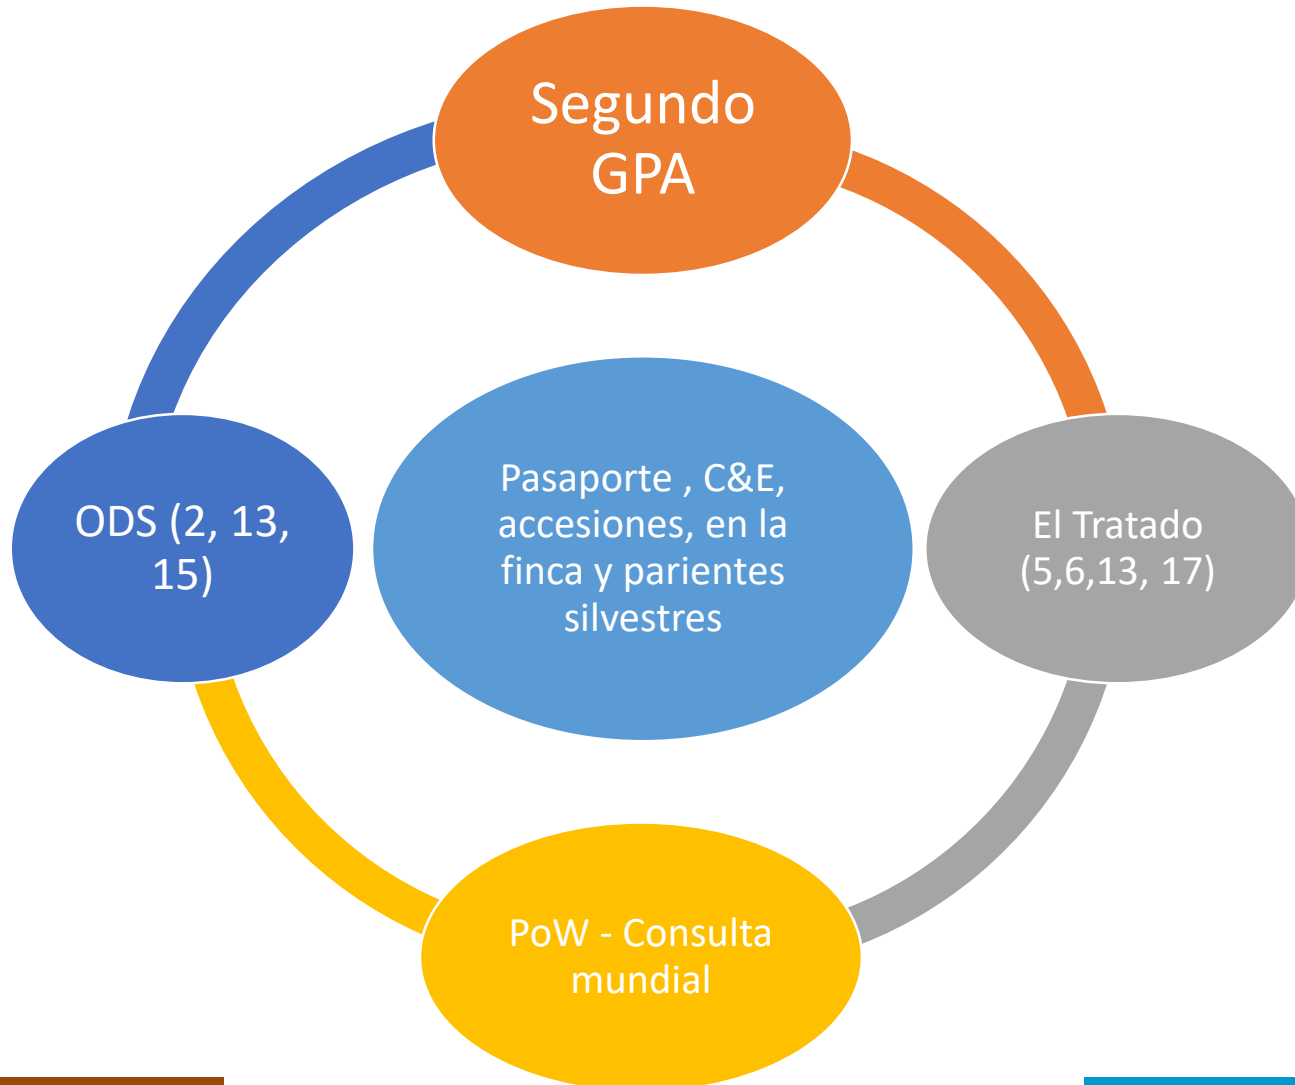 Segundo
GPA
ODS (2, 13,
15)
Pasaporte , C&E,
accesiones, en la
finca y parientes
silvestres
El Tratado
(5,6,13, 17)
PoW - Consulta
mundial